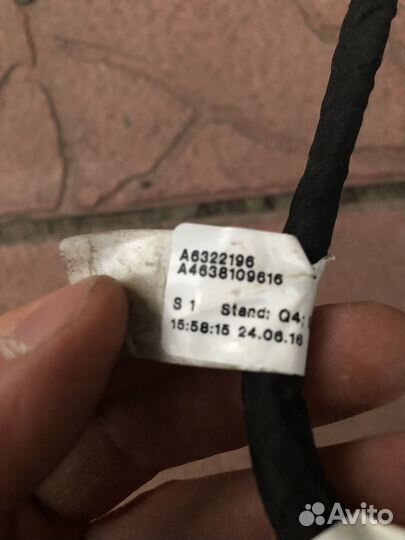 A6322196
A4638109616
S 1 Stand: Q4;
15:58:15 24.06.16
Avito